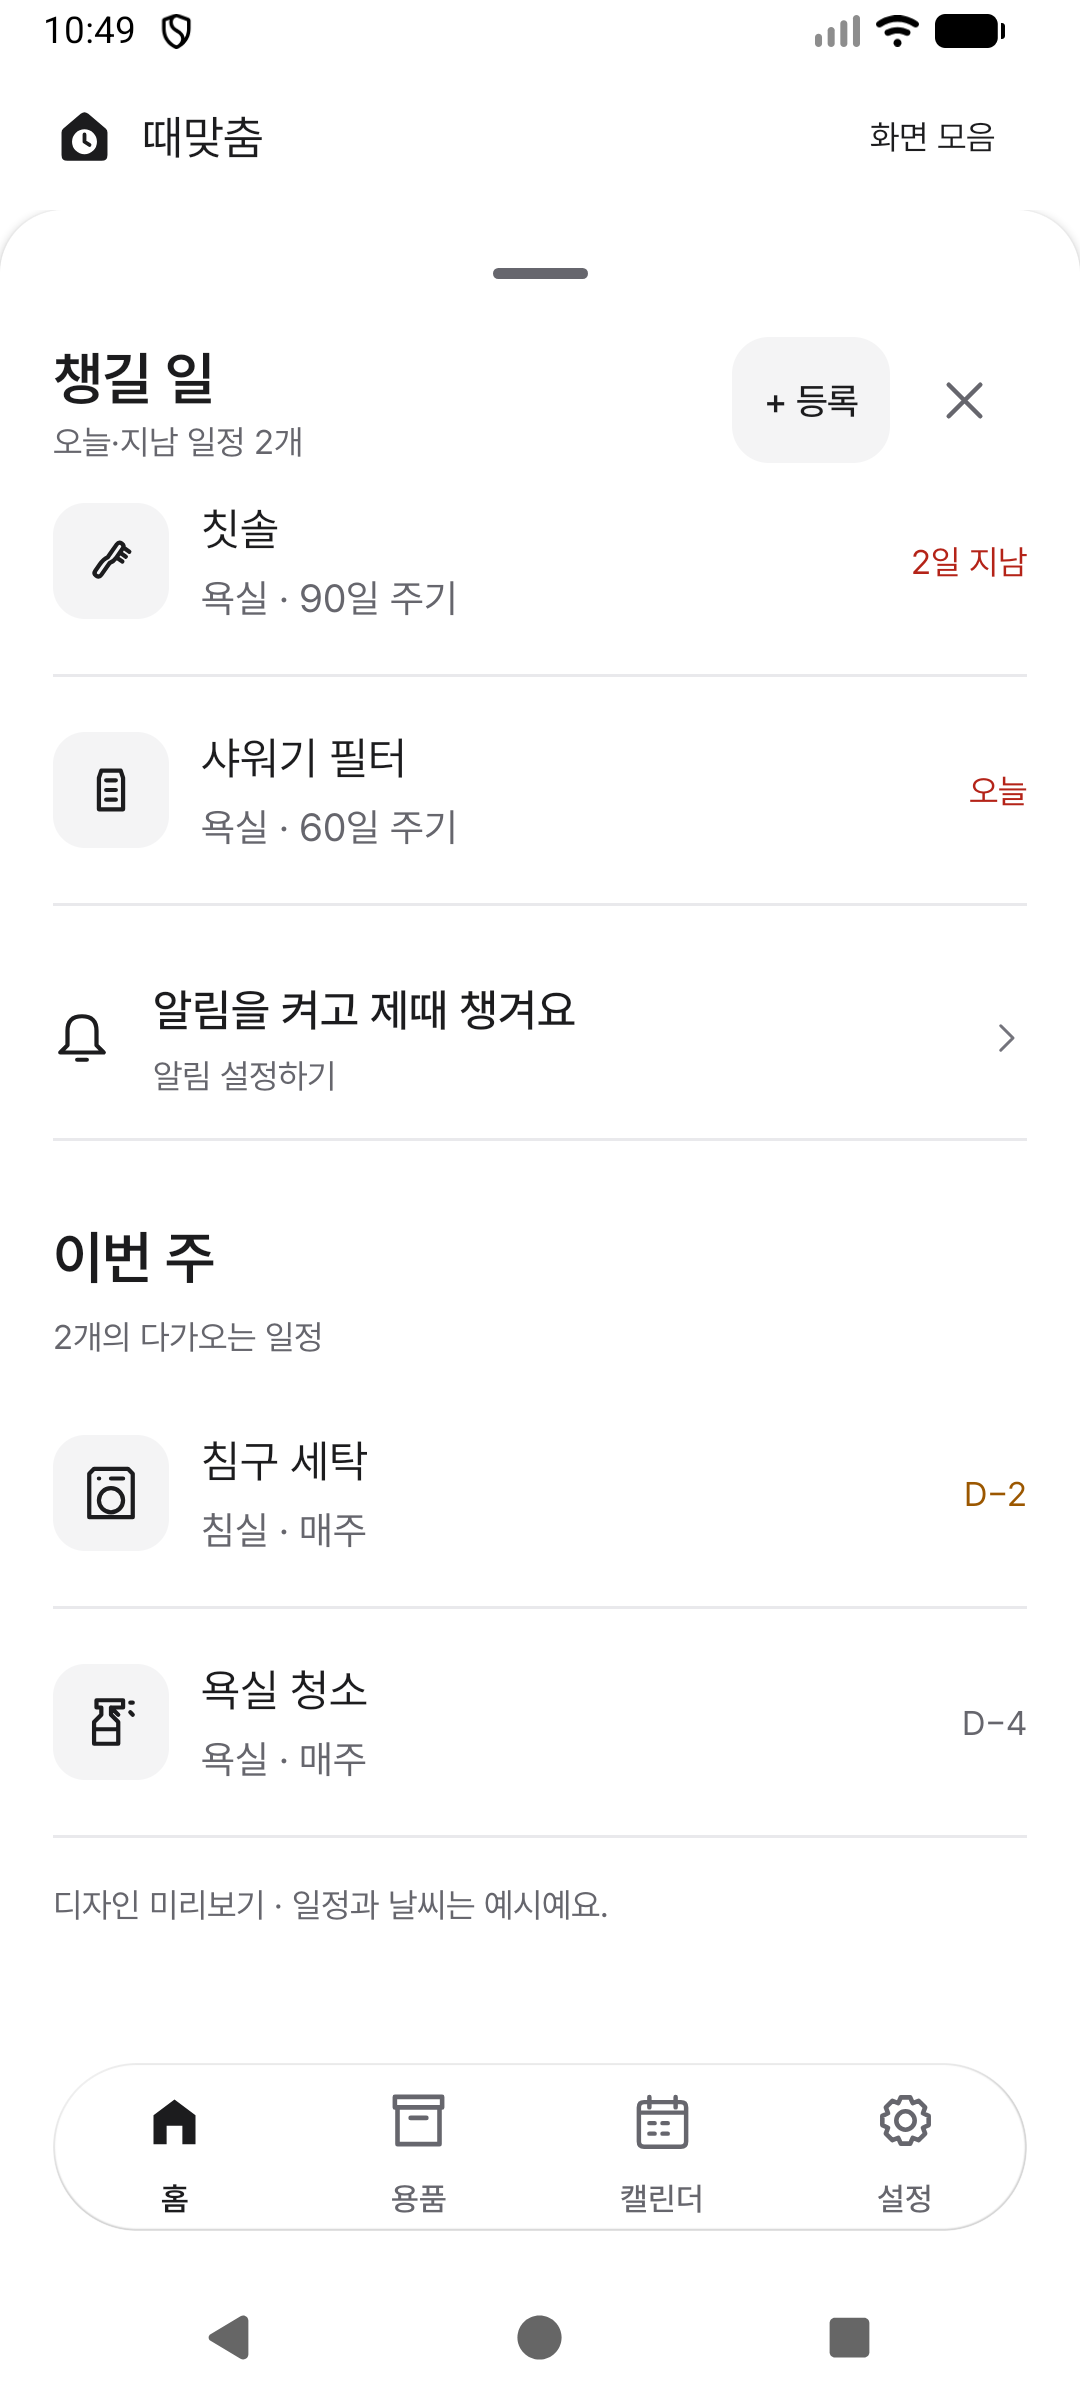 10:49
때맞춤
화면 모음
챙길 일
+ 등록
오늘·지남 일정 2개
칫솔
욕실 · 90일 주기
2일 지남
샤워기 필터
욕실 · 60일 주기
오늘
알림을 켜고 제때 챙겨요
알림 설정하기
이번 주
2개의 다가오는 일정
침구 세탁
침실 · 매주
D-2
욕실 청소
욕실 · 매주
D-4
디자인 미리보기 · 일정과 날씨는 예시예요.
홈
용품
캘린더
설정